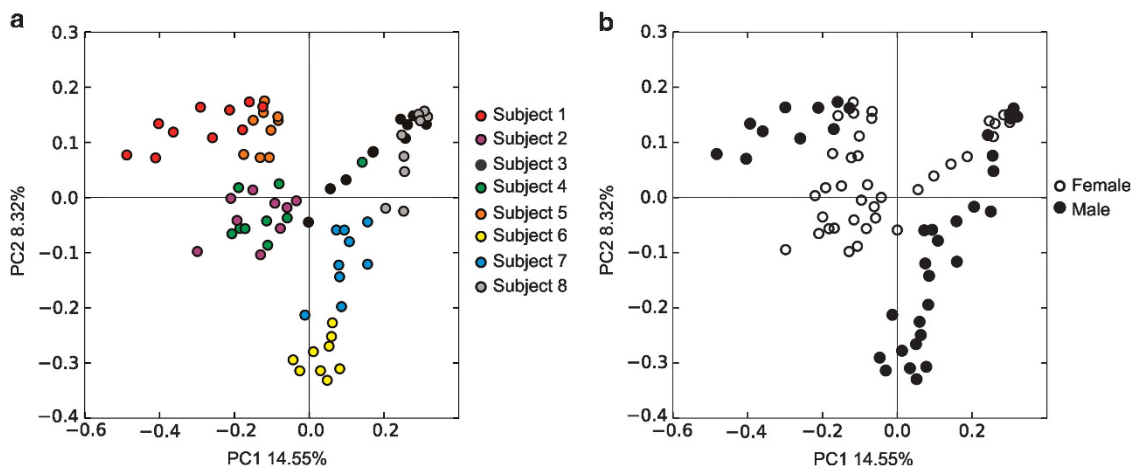 a
0.3
0.2
0.1
0.0
−0.1
−0.2
−0.3
−0.4
−0.6
−0.4
−0.2
0.0
0.2
PC2 8.32%
PC1 14.55%
Subject 1
Subject 2
Subject 3
Subject 4
Subject 5
Subject 6
Subject 7
Subject 8
b
0.3
0.2
0.1
0.0
−0.1
−0.2
−0.3
−0.4
−0.6
−0.4
−0.2
0.0
0.2
PC2 8.32%
PC1 14.55%
Female
Male